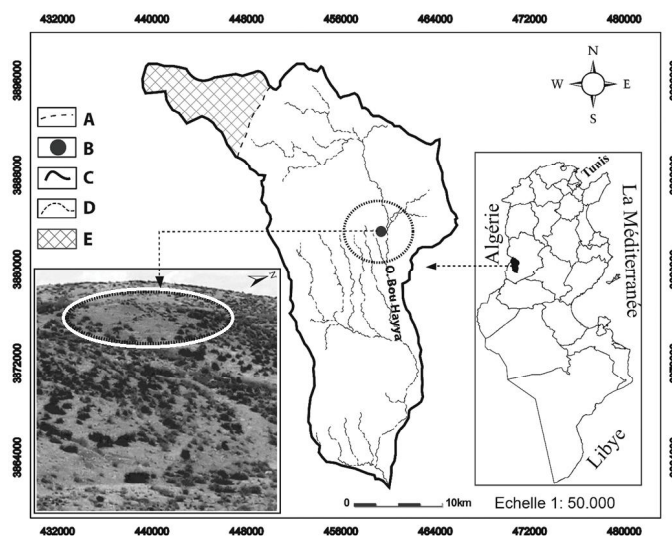 432000 440000 448000 456000 464000 472000 480000
3896000
3888000
3880000
3872000
3864000
N
W E
S
A
B
C
D
E
O.Bou Hayya
Z
Tunis
Algérie
La Méditerranée
Libye
0 10km
Echelle 1: 50.000
432000 440000 448000 456000 464000 472000 480000